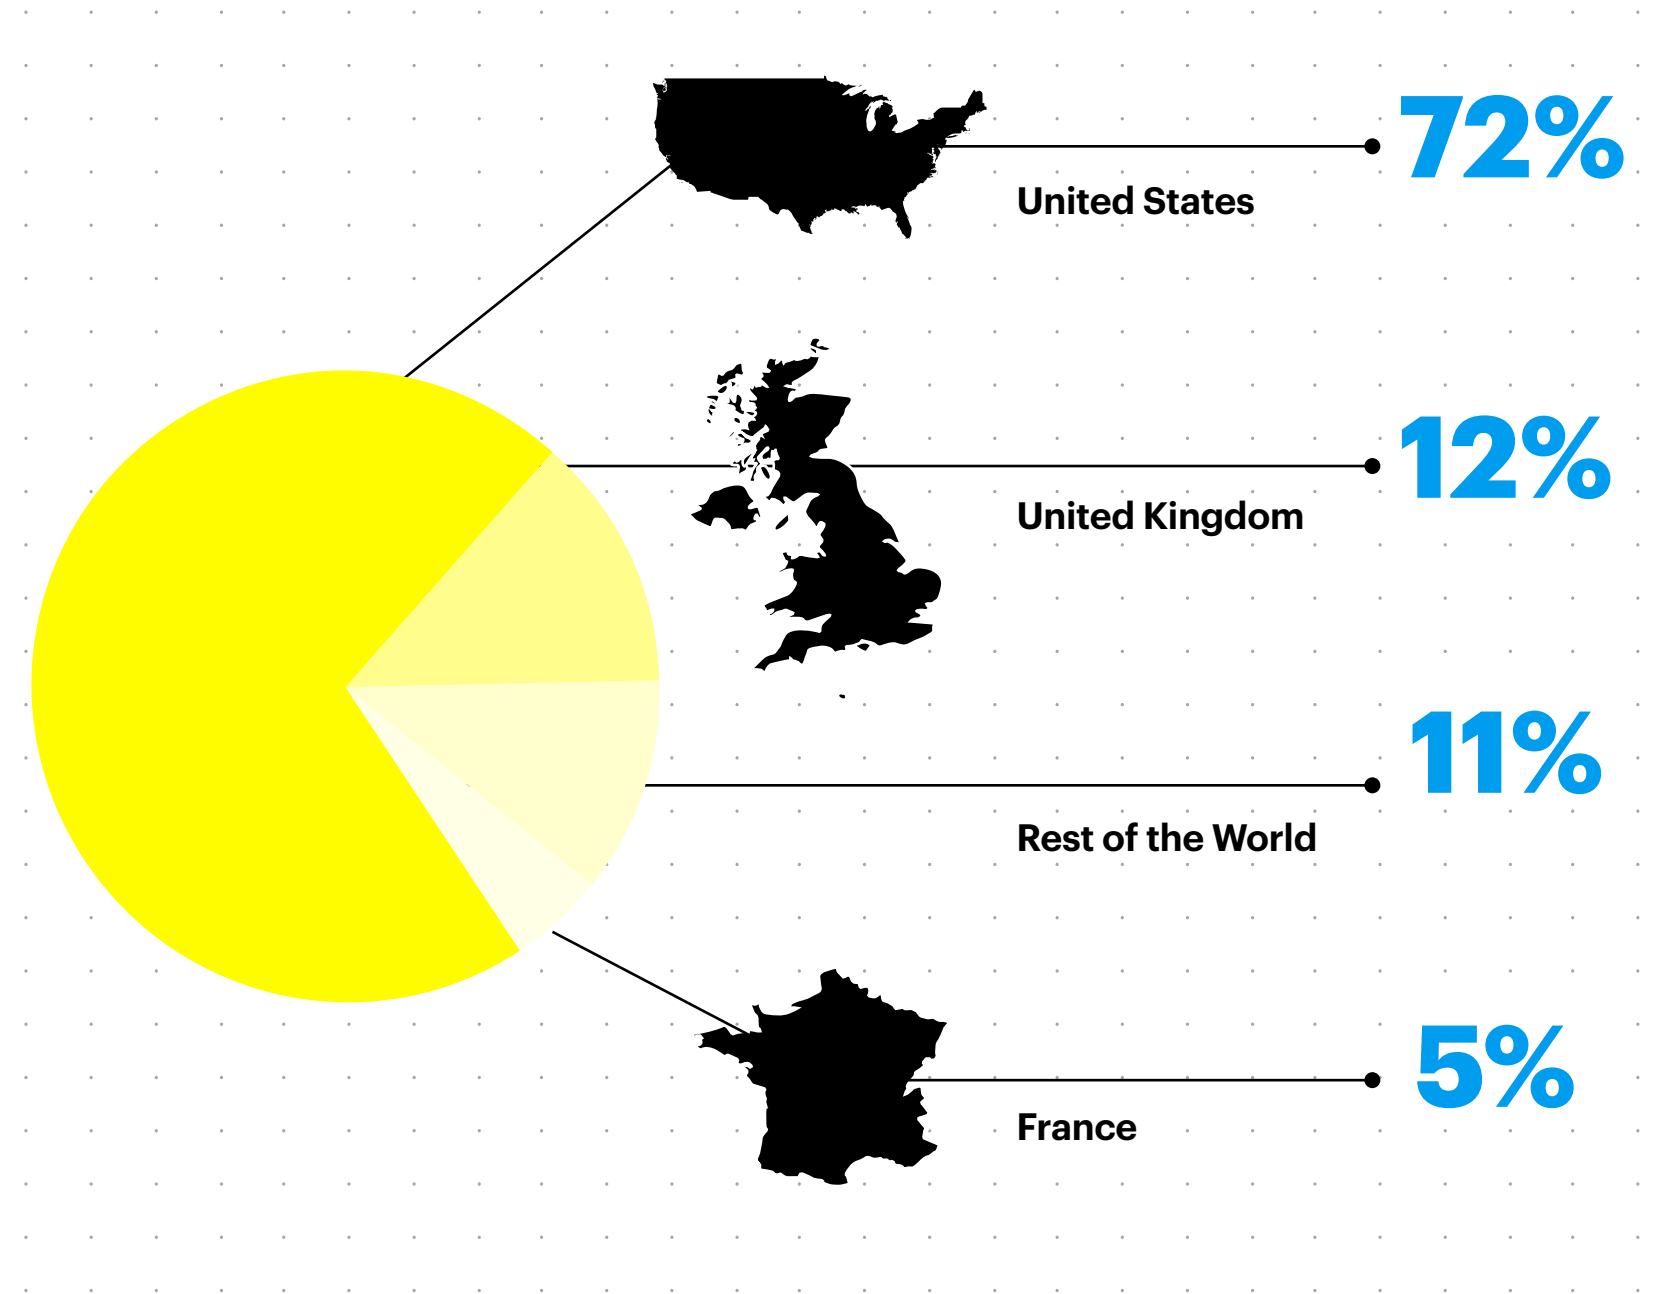 72%
United States
12%
United Kingdom
11%
Rest of the World
5%
France